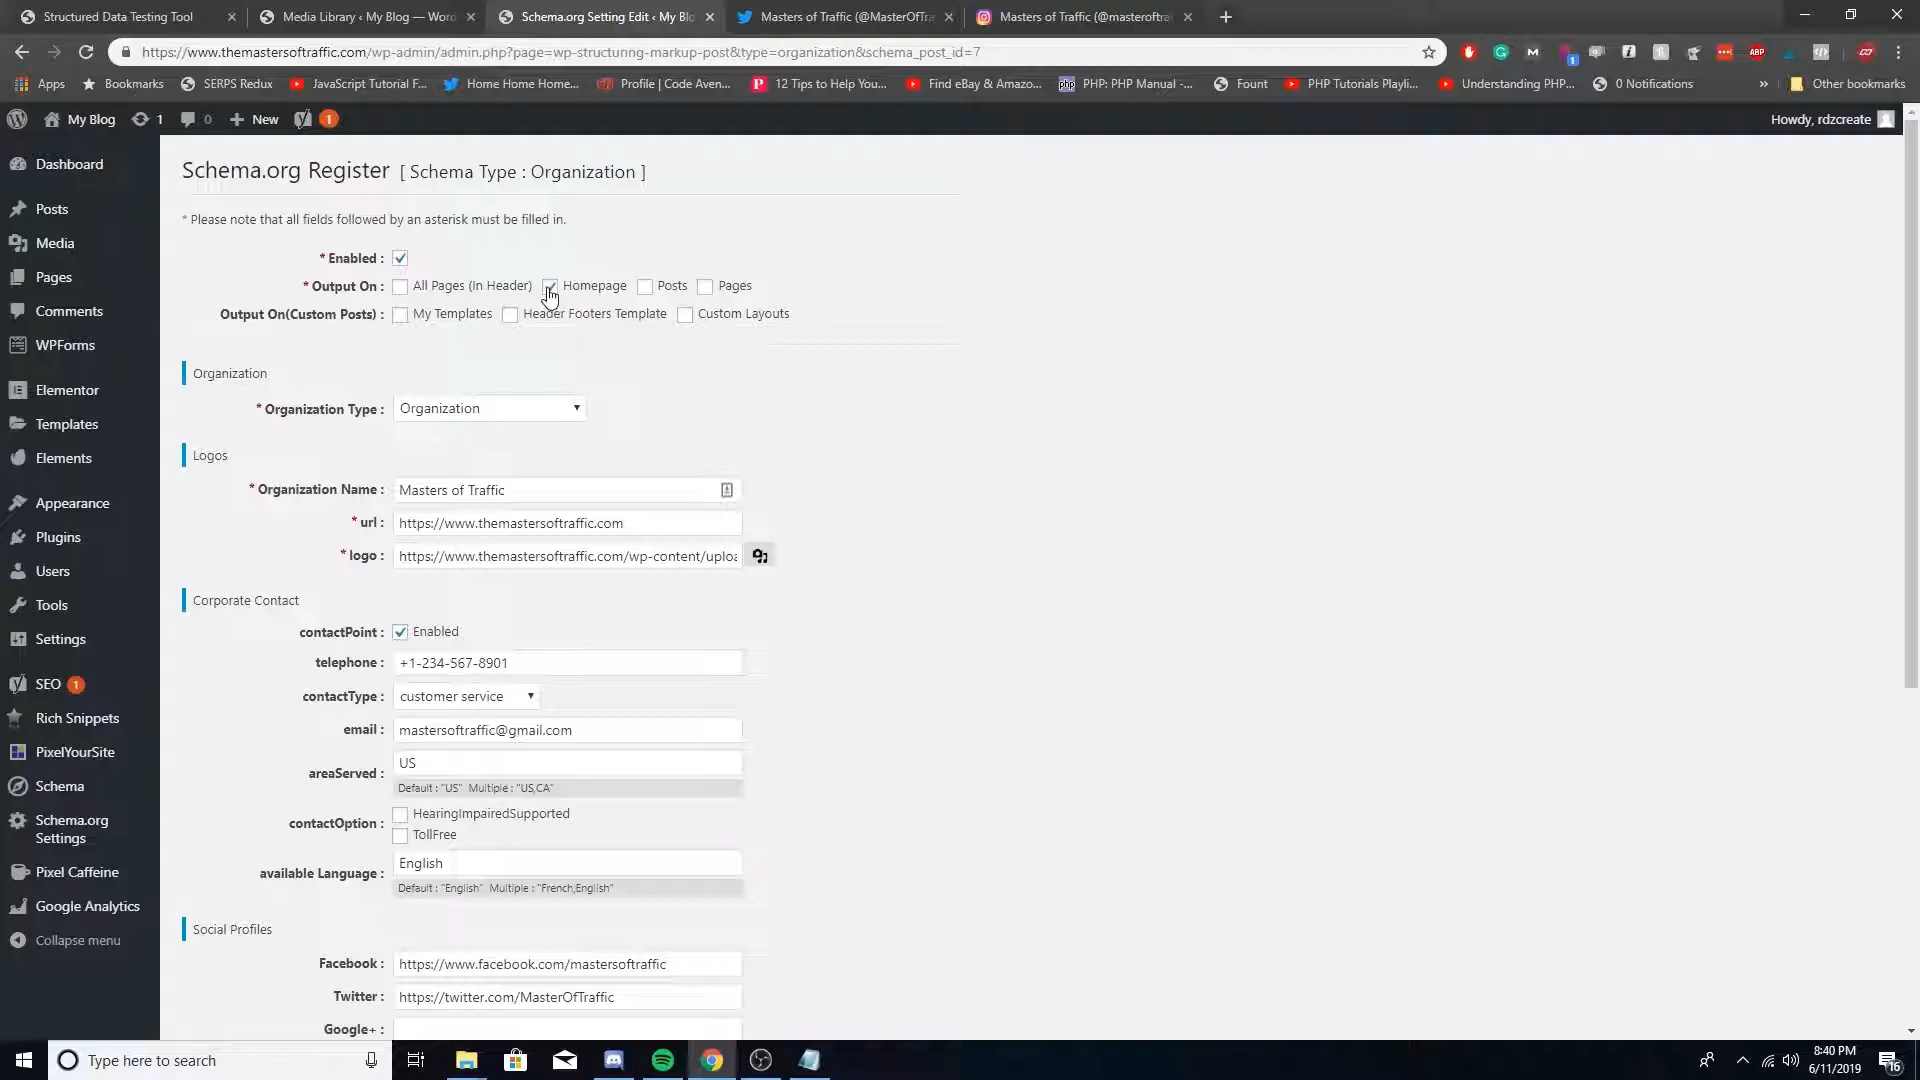 Structured Data Testing Tool
Media Library ‹ My Blog — Word
Schema.org Setting Edit ‹ My Blo
Masters of Traffic (@MasterOfTra
Masters of Traffic (@masteroftra
https://www.themastersoftraffic.com/wp-admin/admin.php?page=wp-structuring-markup-post&type=organization&schema_post_id=7
Apps
Bookmarks
SERPS Redux
JavaScript Tutorial F...
Home Home Home...
Profile | Code Aven...
12 Tips to Help You...
Find eBay & Amazo...
PHP: PHP Manual -...
Fount
PHP Tutorials Playli...
Understanding PHP...
0 Notifications
»
Other bookmarks
My Blog
1
0
New
1
Howdy, rdzcreate
Dashboard
Posts
Media
Pages
Comments
WPForms
Elementor
Templates
Elements
Appearance
Plugins
Users
Tools
Settings
SEO 1
Rich Snippets
PixelYourSite
Schema
Schema.org
Settings
Pixel Caffeine
Google Analytics
Collapse menu
Schema.org Register [ Schema Type : Organization ]
* Please note that all fields followed by an asterisk must be filled in.
* Enabled :
* Output On : All Pages (In Header) Homepage Posts Pages
Output On(Custom Posts) : My Templates Header Footers Template Custom Layouts
Organization
* Organization Type : Organization
Logos
* Organization Name : Masters of Traffic
* url : https://www.themastersoftraffic.com
* logo : https://www.themastersoftraffic.com/wp-content/uploa
Corporate Contact
contactPoint : Enabled
telephone : +1-234-567-8901
contactType : customer service
email : mastersoftraffic@gmail.com
areaServed : US
Default : "US" Multiple : "US,CA"
contactOption : HearingImpairedSupported
TollFree
available Language : English
Default : "English" Multiple : "French,English"
Social Profiles
Facebook : https://www.facebook.com/mastersoftraffic
Twitter : https://twitter.com/MasterOfTraffic
Google+ :
Type here to search
8:40 PM
6/11/2019
16